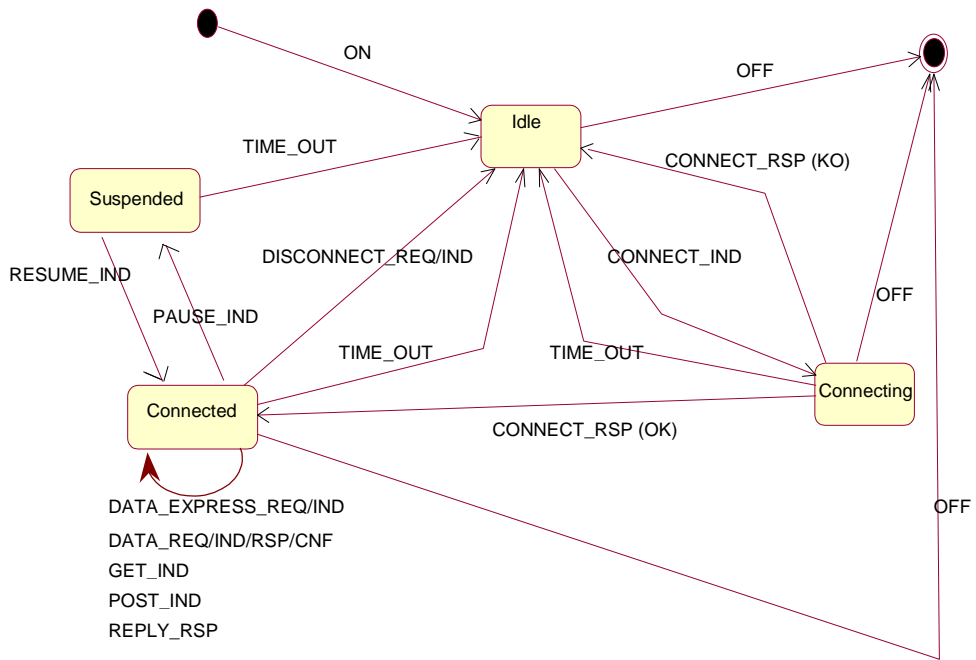 ON
OFF
Idle
TIME_OUT
CONNECT_RSP (KO)
Suspended
DISCONNECT_REQ/IND
CONNECT_IND
RESUME_IND
OFF
PAUSE_IND
TIME_OUT
TIME_OUT
Connecting
Connected
CONNECT_RSP (OK)
DATA_EXPRESS_REQ/IND
OFF
DATA_REQ/IND/RSP/CNF
GET_IND
POST_IND
REPLY_RSP